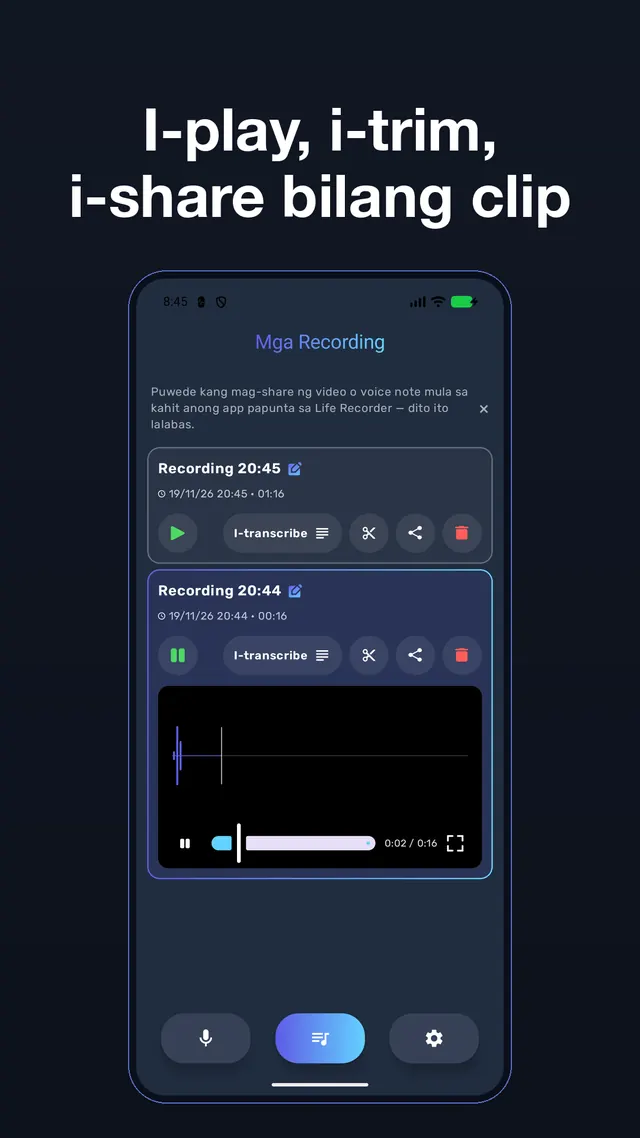 I-play, i-trim,
i-share bilang clip
8:45
Mga Recording
Puwede kang mag-share ng video o voice note mula sa
kahit anong app papunta sa Life Recorder — dito ito
lalabas.
Recording 20:45
19/11/26 20:45 • 01:16
I-transcribe
Recording 20:44
19/11/26 20:44 • 00:16
I-transcribe
0:02 / 0:16